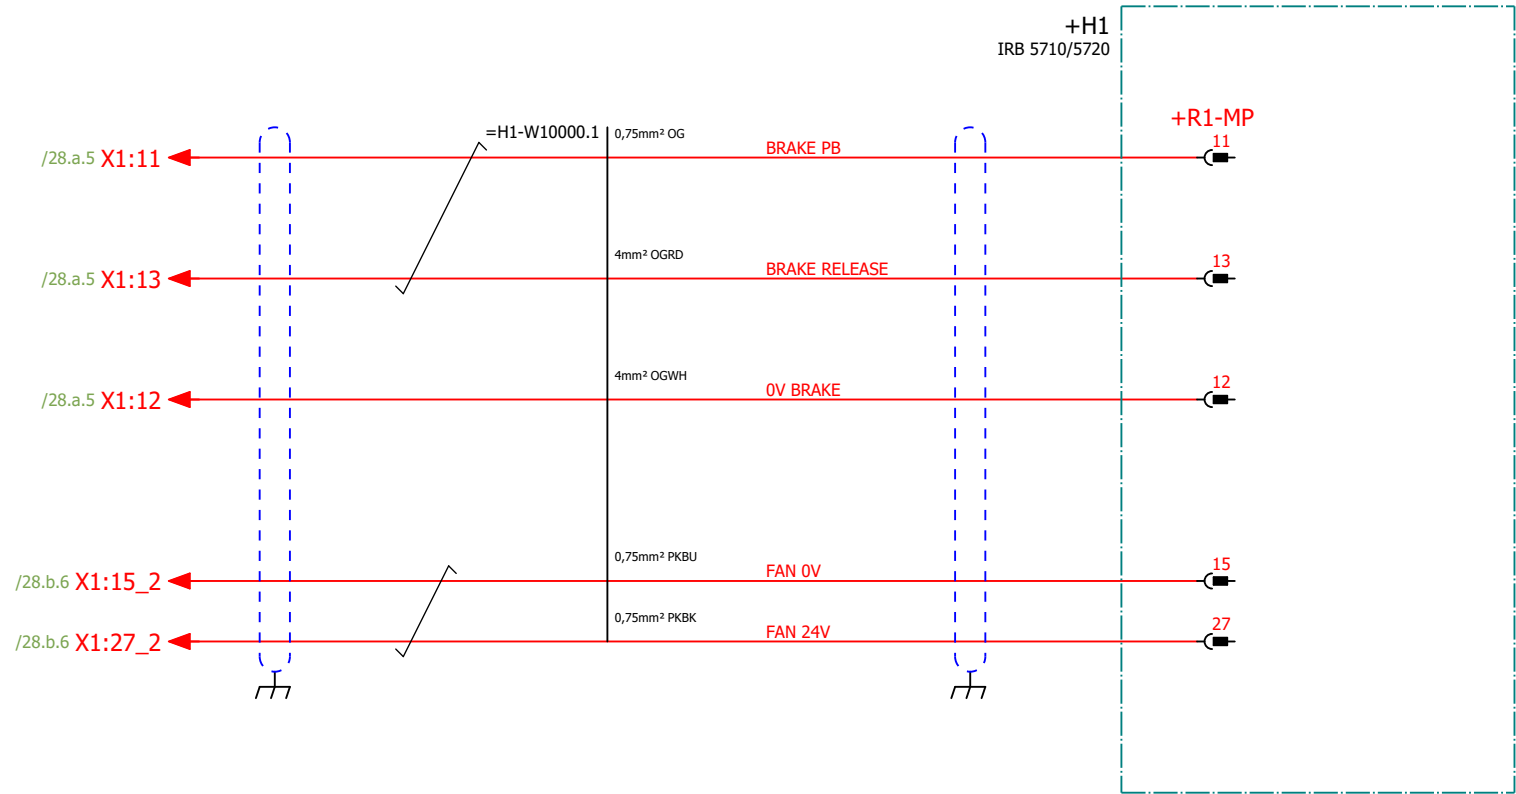 +H1
IRB 5710/5720
+R1-MP
=H1-W10000.1
0,75mm² OG
/28.a.5 X1:11
BRAKE PB
11
4mm² OGRD
/28.a.5 X1:13
BRAKE RELEASE
13
4mm² OGWH
/28.a.5 X1:12
0V BRAKE
12
0,75mm² PKBU
/28.b.6 X1:15_2
FAN 0V
15
0,75mm² PKBK
/28.b.6 X1:27_2
FAN 24V
27